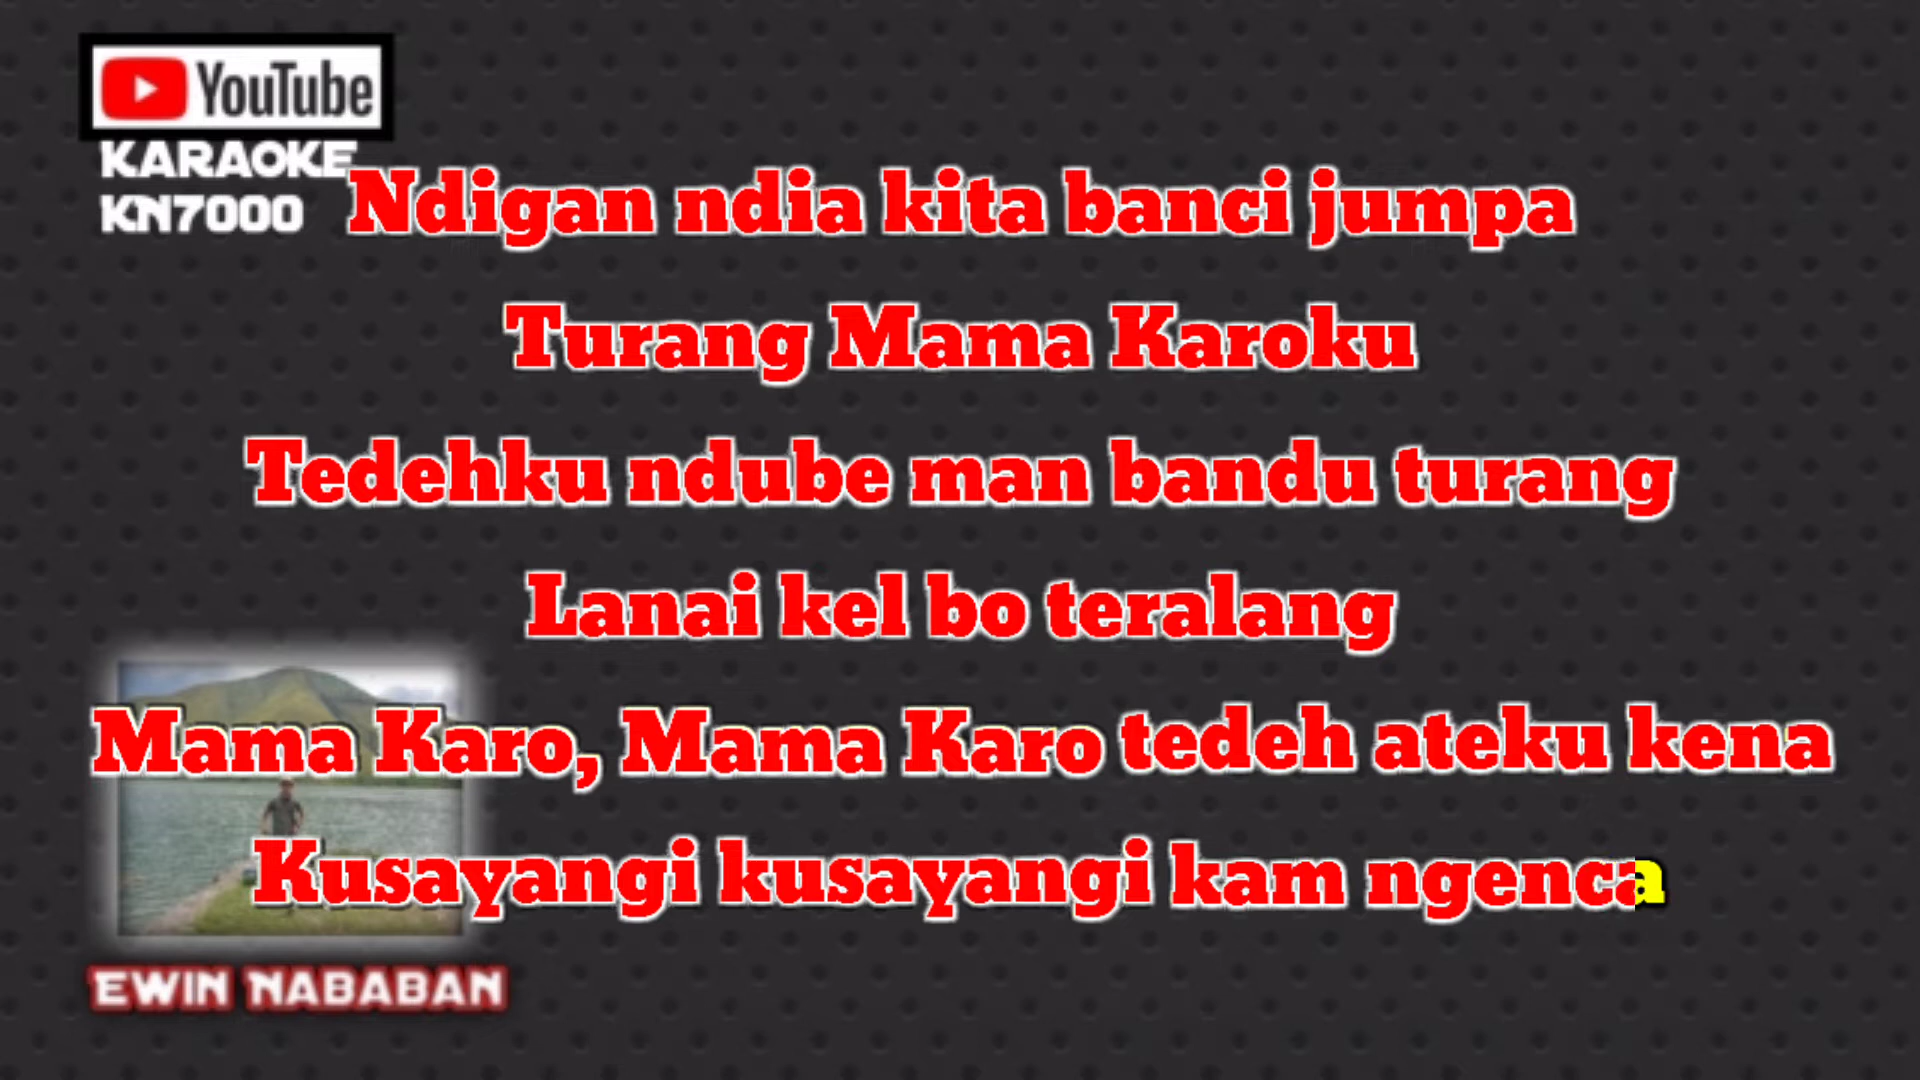 YouTube
KARAOKE
KN7000
Ndigan ndia kita banci jumpa
Turang Mama Karoku
Tedehku ndube man bandu turang
Lanai kel bo teralang
Mama Karo, Mama Karo tedeh ateku kena
Kusayangi kusayangi kam ngenca
EWIN NABABAN